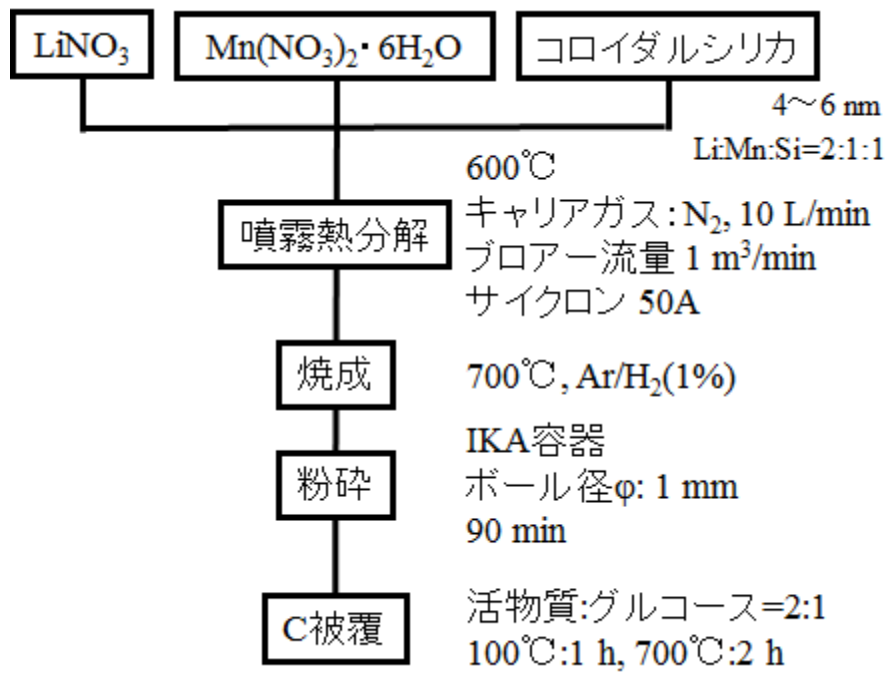 LiNO₃
Mn(NO₃)₂・6H₂O
コロイダルシリカ
4～6 nm
Li:Mn:Si=2:1:1
600℃
噴霧熱分解
キャリアガス：N₂, 10 L/min
ブロアー流量 1 m³/min
サイクロン 50A
焼成
700℃, Ar/H₂(1%)
粉砕
IKA容器
ボール径φ: 1 mm
90 min
C被覆
活物質:グルコース=2:1
100℃:1 h, 700℃:2 h